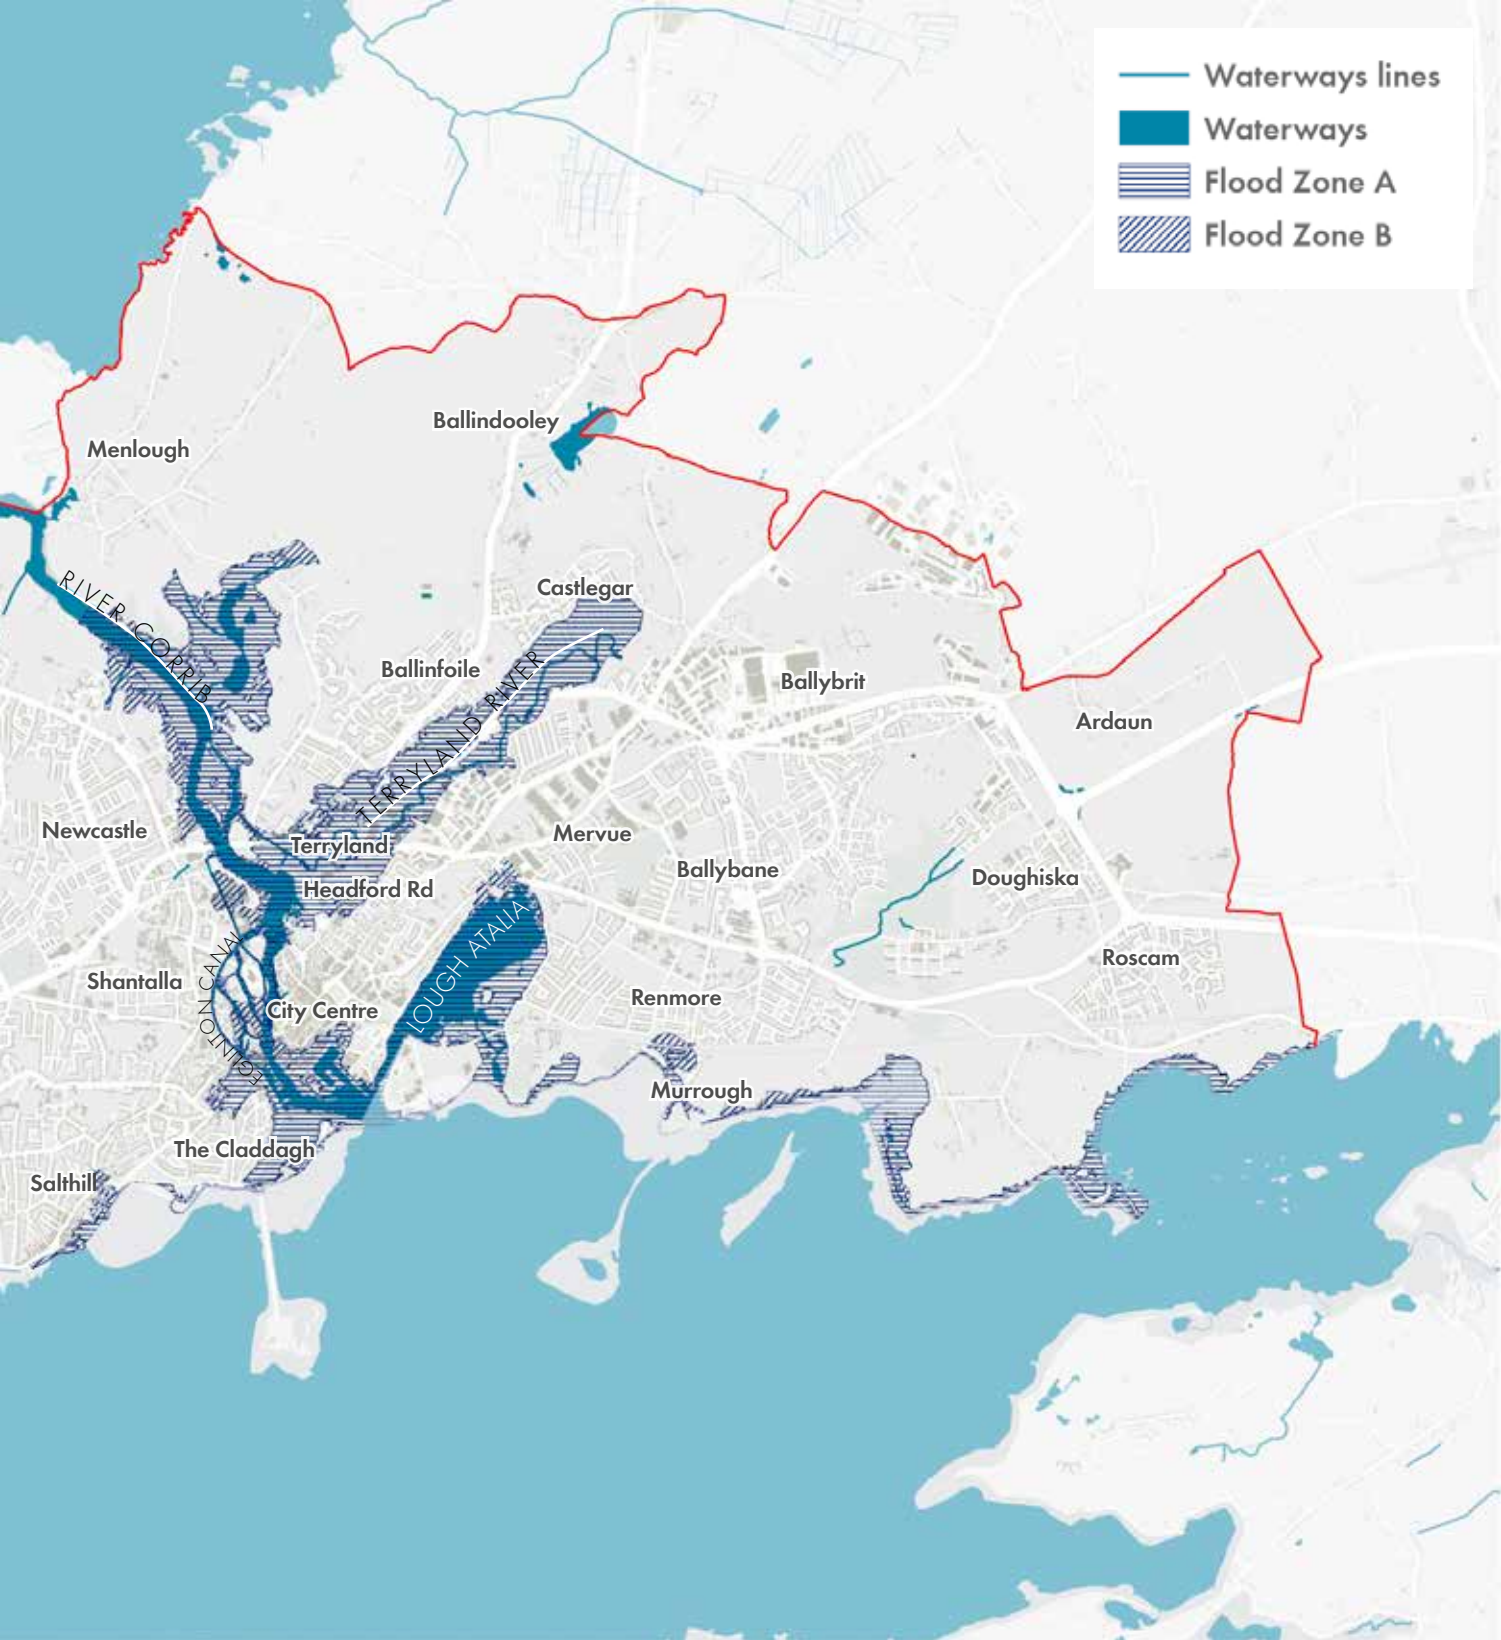 Waterways lines
Waterways
Flood Zone A
Flood Zone B
Ballindooley
Menlough
RIVER CORRIB
Castlegar
Ballinfoile
TERRYLAND RIVER
Ballybrit
Ardaun
Newcastle
Terryland
Mervue
Headford Rd
Ballybane
Doughiska
LOUGH ATALIA
EGLINTON CANAL
Shantalla
City Centre
Renmore
Roscam
Murrough
The Claddagh
Salthill